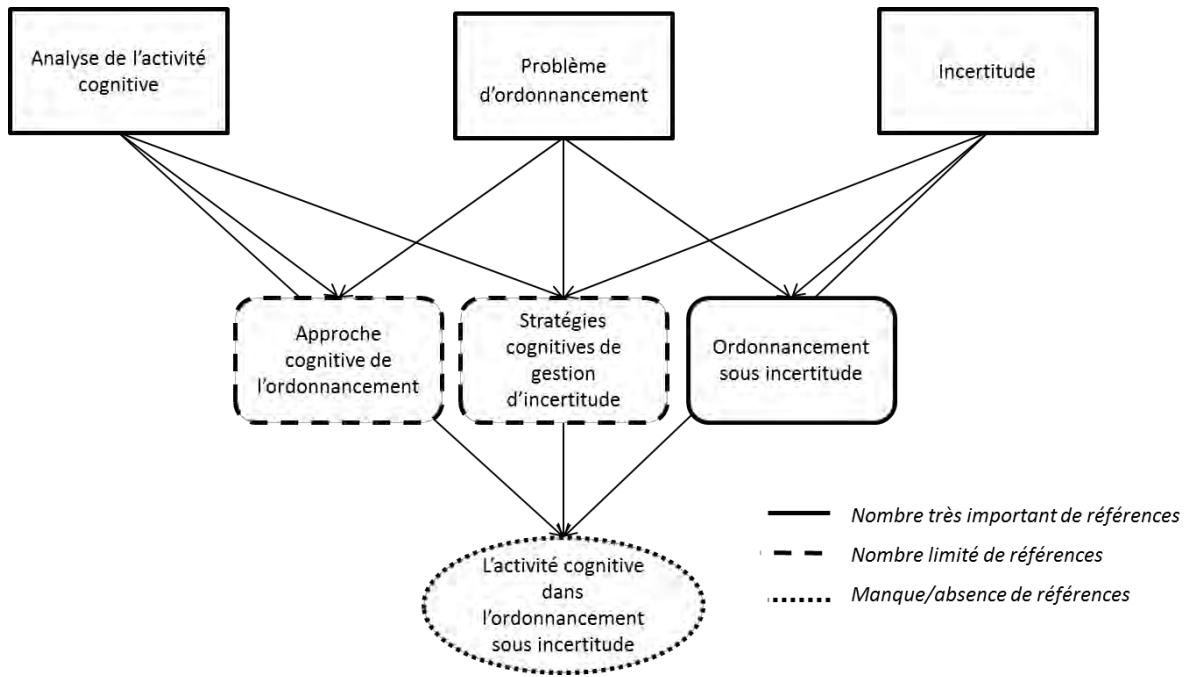 Analyse de l'activité
cognitive
Problème
d'ordonnancement
Incertitude
Approche
cognitive de
l'ordonnancement
Stratégies
cognitives de
gestion
d'incertitude
Ordonnancement
sous incertitude
L'activité cognitive
dans
l'ordonnancement
sous incertitude
Nombre très important de références
Nombre limité de références
Manque/absence de références